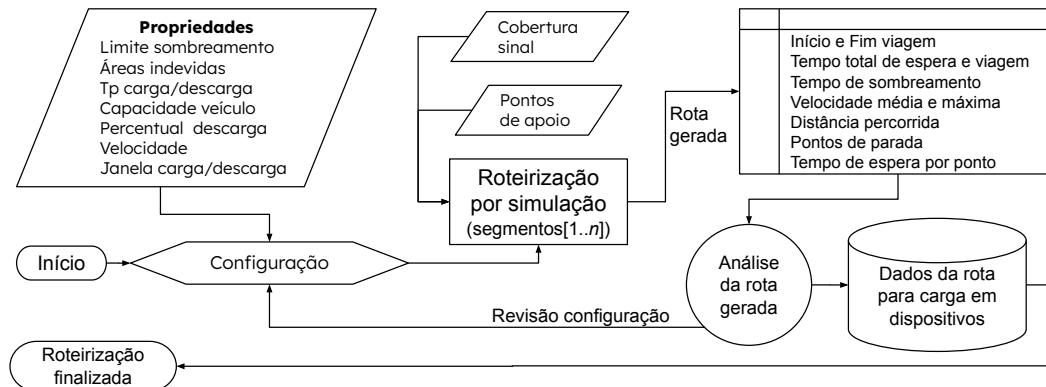 Propriedades
Limite sombreamento
Áreas indevidas
Tp carga/descarga
Capacidade veículo
Percentual descarga
Velocidade
Janela carga/descarga
Cobertura
sinal
Pontos
de apoio
Rota
gerada
Início e Fim viagem
Tempo total de espera e viagem
Tempo de sombreamento
Velocidade média e máxima
Distância percorrida
Pontos de parada
Tempo de espera por ponto
Roteirização
por simulação
(segmentos[1..n])
Início
Configuração
Análise
da rota
gerada
Dados da rota
para carga em
dispositivos
Revisão configuração
Roteirização
finalizada